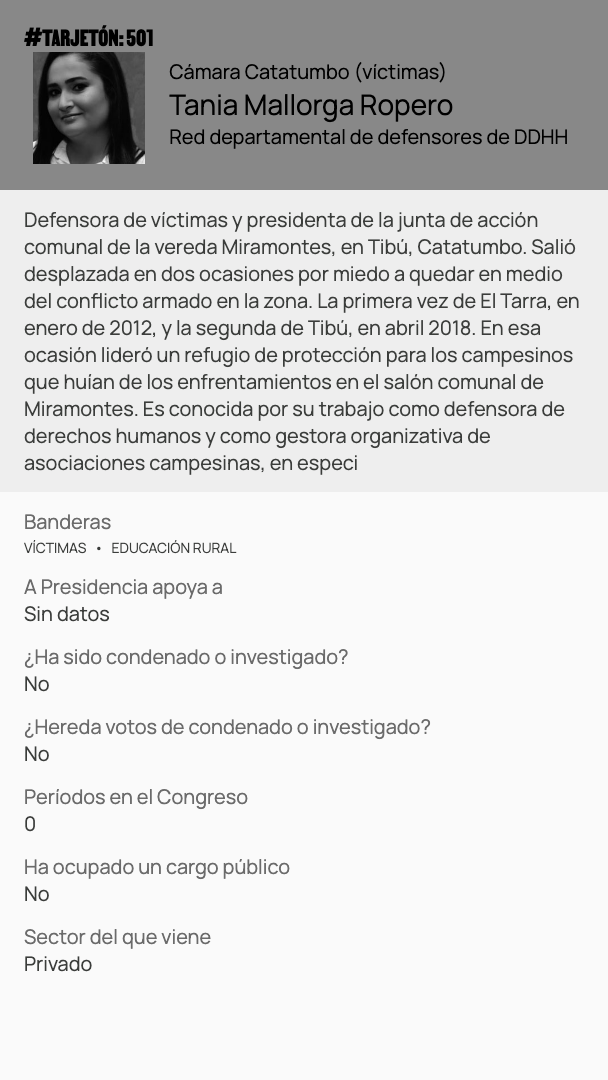 #TARJETÓN: 501
Cámara Catatumbo (víctimas)
Tania Mallorga Ropero
Red departamental de defensores de DDHH
Defensora de víctimas y presidenta de la junta de acción
comunal de la vereda Miramontes, en Tibú, Catatumbo. Salió
desplazada en dos ocasiones por miedo a quedar en medio
del conflicto armado en la zona. La primera vez de El Tarra, en
enero de 2012, y la segunda de Tibú, en abril 2018. En esa
ocasión lideró un refugio de protección para los campesinos
que huían de los enfrentamientos en el salón comunal de
Miramontes. Es conocida por su trabajo como defensora de
derechos humanos y como gestora organizativa de
asociaciones campesinas, en especi
Banderas
VÍCTIMAS • EDUCACIÓN RURAL
A Presidencia apoya a
Sin datos
¿Ha sido condenado o investigado?
No
¿Hereda votos de condenado o investigado?
No
Períodos en el Congreso
0
Ha ocupado un cargo público
No
Sector del que viene
Privado